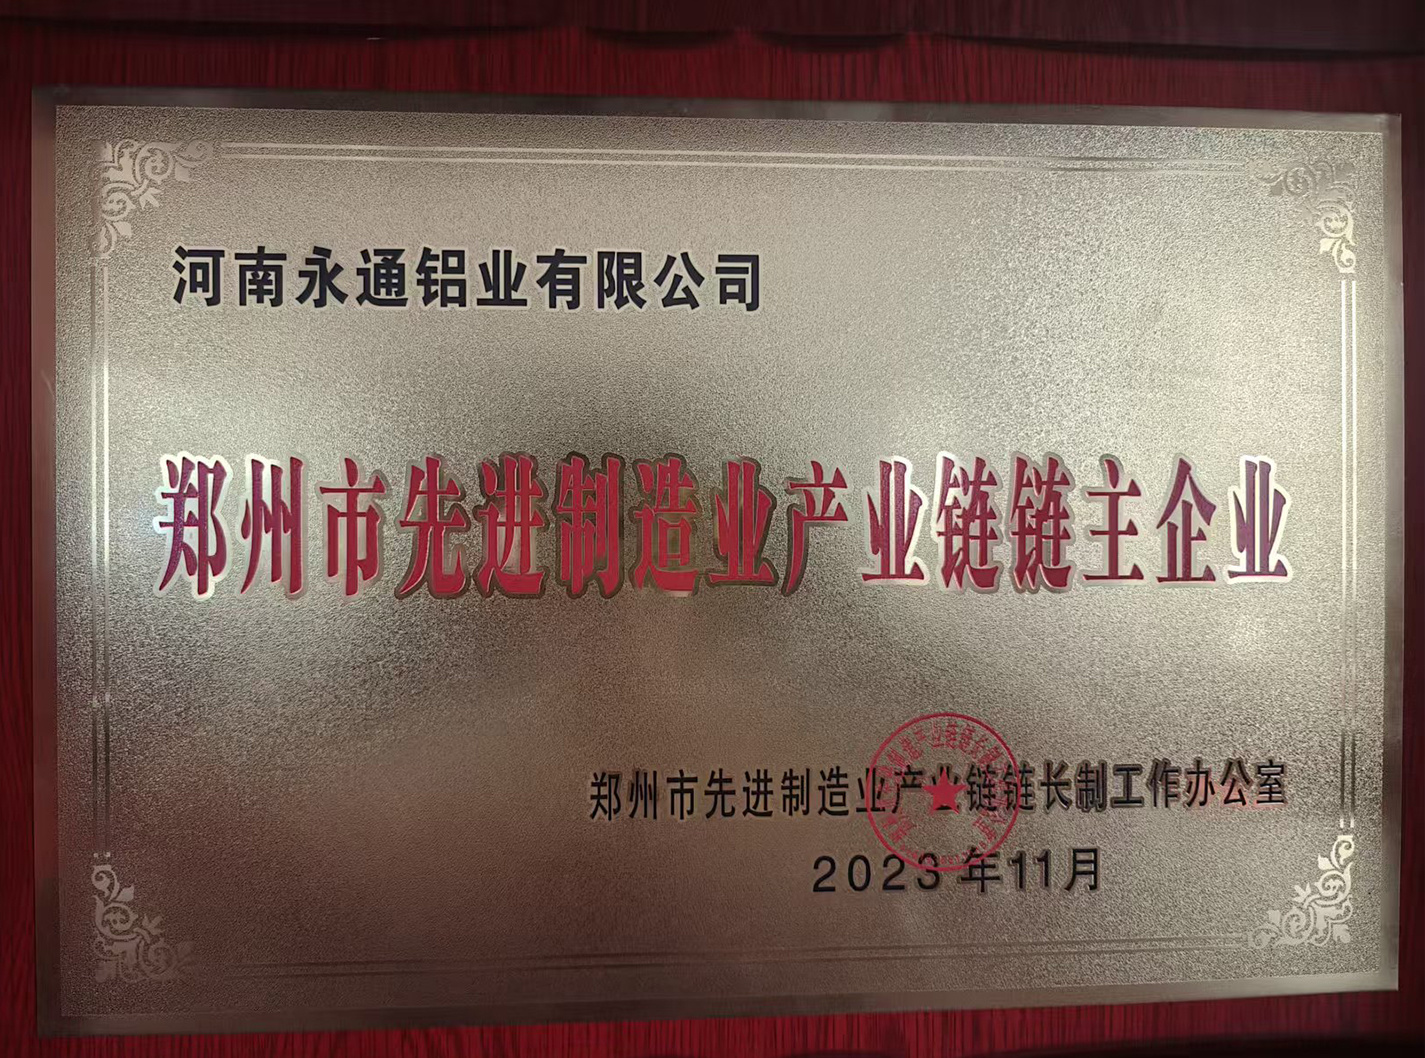 河南永通铝业有限公司
郑州市先进制造业产业链链主企业
郑州市先进制造业产业链链长制工作办公室
2023年11月